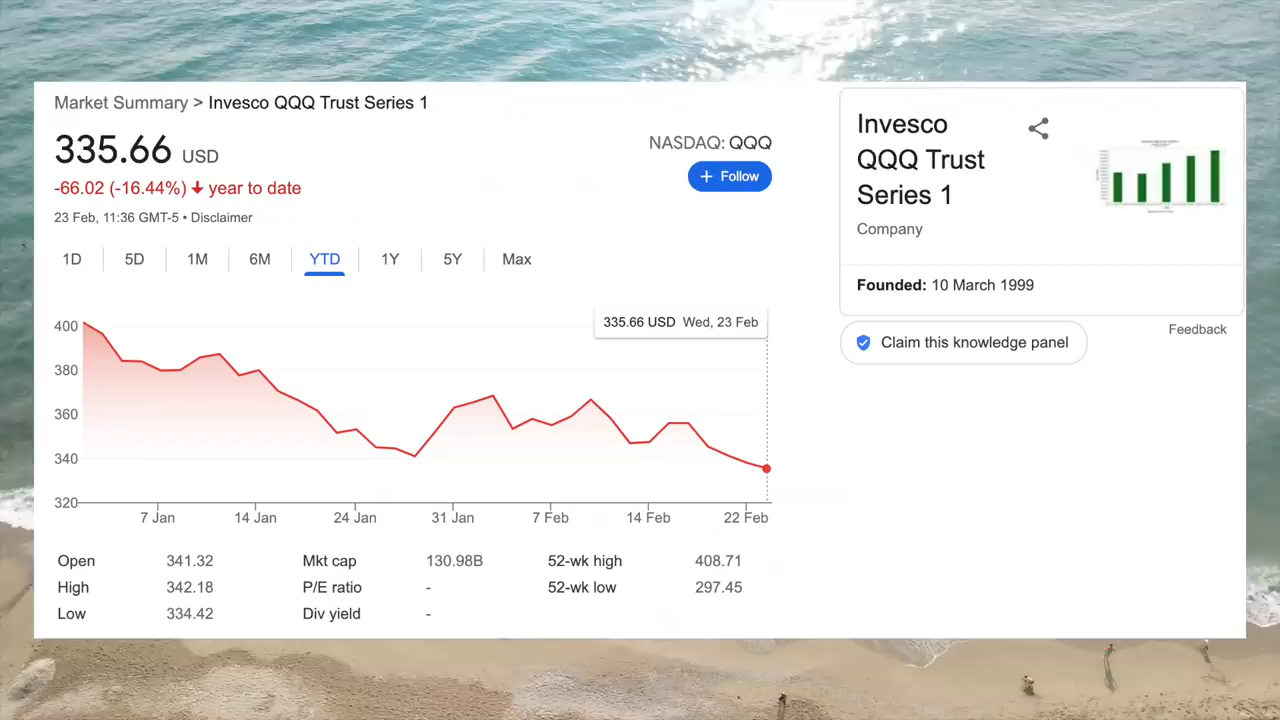 Market Summary > Invesco QQQ Trust Series 1
335.66 USD
NASDAQ: QQQ
+ Follow
-66.02 (-16.44%) year to date
23 Feb, 11:36 GMT-5 • Disclaimer
1D 5D 1M 6M YTD 1Y 5Y Max
335.66 USD Wed, 23 Feb
400
380
360
340
320
7 Jan 14 Jan 24 Jan 31 Jan 7 Feb 14 Feb 22 Feb
Open 341.32 Mkt cap 130.98B 52-wk high 408.71
High 342.18 P/E ratio - 52-wk low 297.45
Low 334.42 Div yield -
Invesco
QQQ Trust
Series 1
Company
Founded: 10 March 1999
Feedback
Claim this knowledge panel